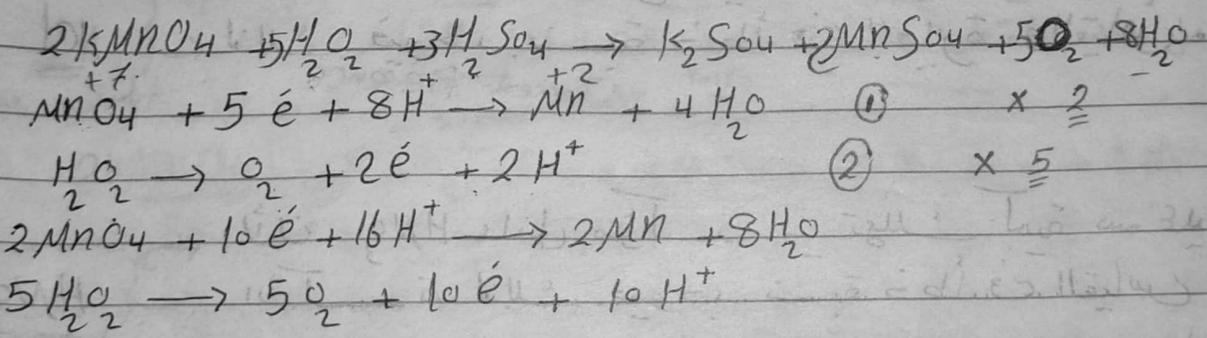 2KMnO4 + 5H2O2 + 3H2SO4 → K2SO4 + 2MnSO4 + 5O2 + 8H2O
+7 +2
MnO4 + 5é + 8H+ → Mn + 4H2O ① × 2
H2O2 → O2 + 2é + 2H+ ② × 5
2MnO4 + 10é + 16H+ → 2Mn + 8H2O
5H2O2 → 5O2 + 10é + 10H+